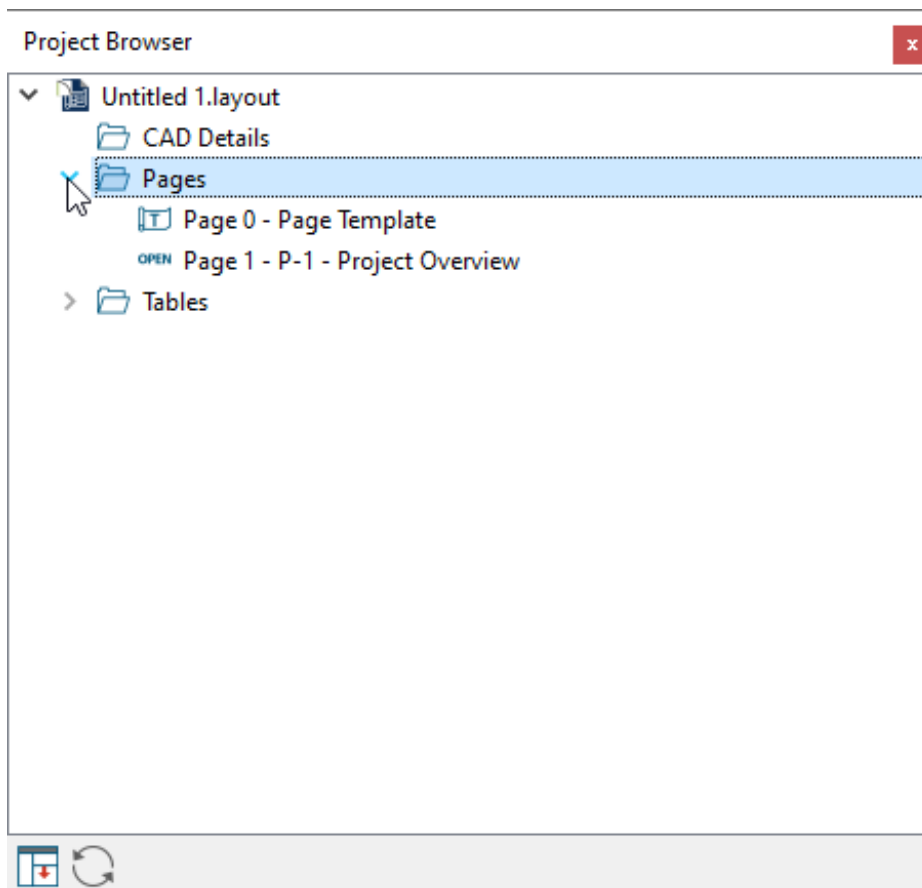 Project Browser
x
Untitled 1.layout
CAD Details
Pages
T Page 0 - Page Template
OPEN Page 1 - P-1 - Project Overview
Tables